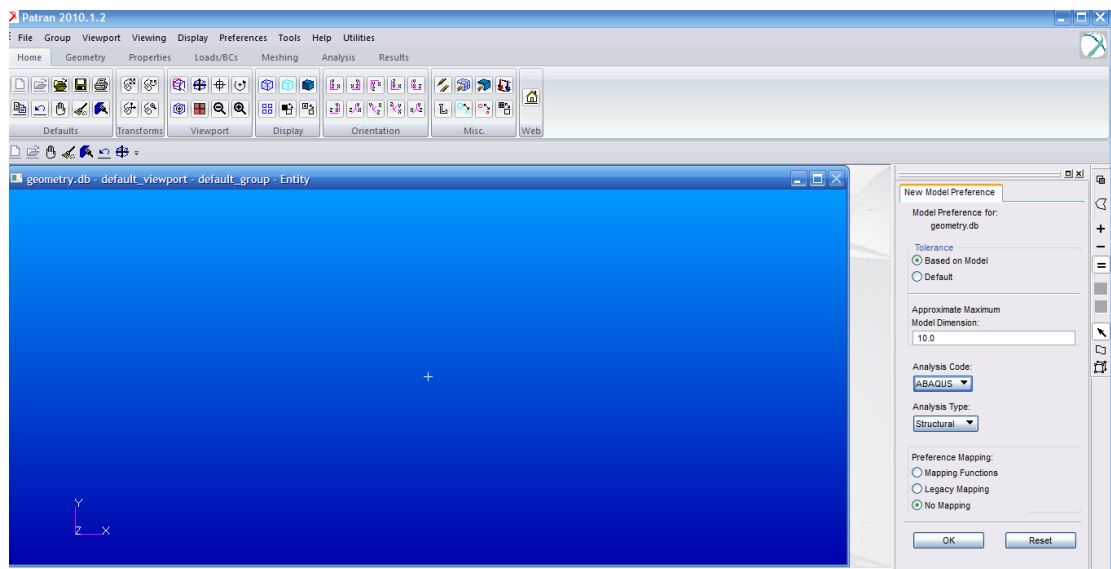 Patran 2010.1.2
File Group Viewport Viewing Display Preferences Tools Help Utilities
Home Geometry Properties Loads/BCs Meshing Analysis Results
Defaults Transforms Viewport Display Orientation Misc. Web
geometry.db - default_viewport - default_group - Entity
New Model Preference
Model Preference for:
geometry.db
Tolerance
Based on Model
Default
Approximate Maximum
Model Dimension:
10.0
Analysis Code:
ABAQUS
Analysis Type:
Structural
Preference Mapping:
Mapping Functions
Legacy Mapping
No Mapping
OK Reset
Y
Z X